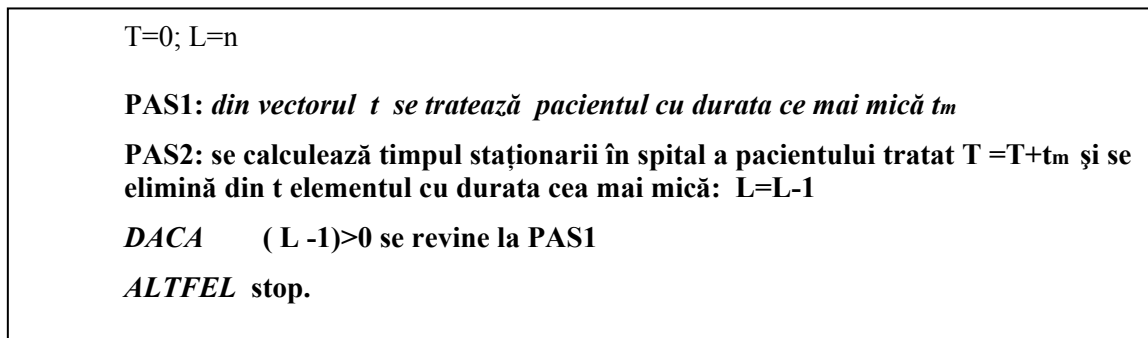 T=0; L=n
PAS1: din vectorul t se tratează pacientul cu durata ce mai mică tm
PAS2: se calculează timpul staționarii în spital a pacientului tratat T =T+tm şi se
elimină din t elementul cu durata cea mai mică: L=L-1
DACA ( L -1)>0 se revine la PAS1
ALTFEL stop.